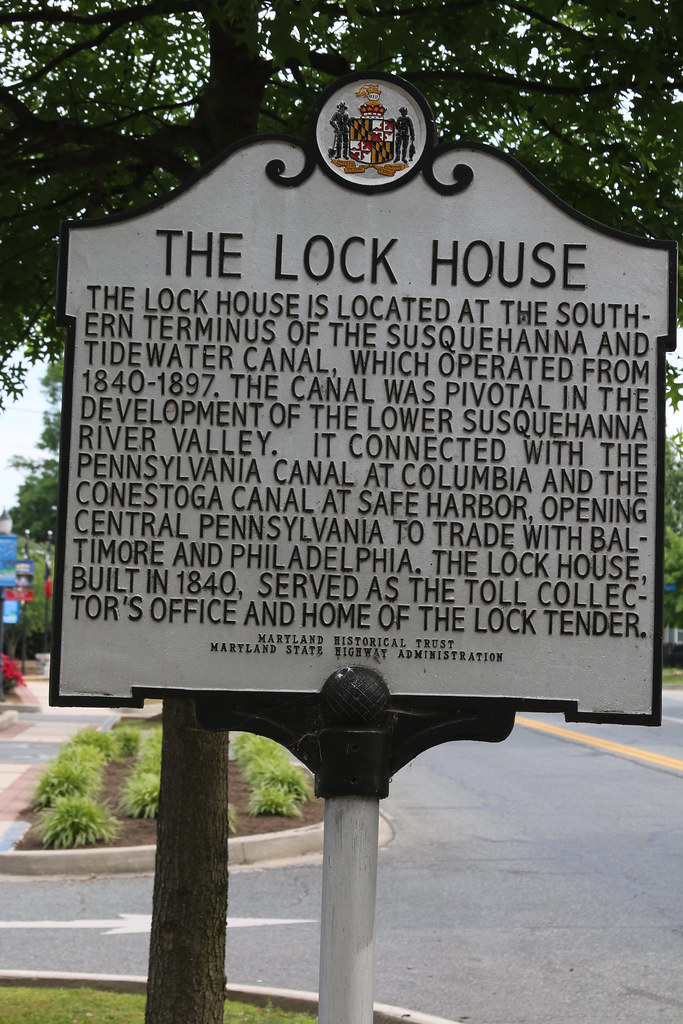 THE LOCK HOUSE
THE LOCK HOUSE IS LOCATED AT THE SOUTH-
ERN TERMINUS OF THE SUSQUEHANNA AND
TIDEWATER CANAL, WHICH OPERATED FROM
1840-1897. THE CANAL WAS PIVOTAL IN THE
DEVELOPMENT OF THE LOWER SUSQUEHANNA
RIVER VALLEY. IT CONNECTED WITH THE
PENNSYLVANIA CANAL AT COLUMBIA AND THE
CONESTOGA CANAL AT SAFE HARBOR, OPENING
CENTRAL PENNSYLVANIA TO TRADE WITH BAL-
TIMORE AND PHILADELPHIA. THE LOCK HOUSE,
BUILT IN 1840, SERVED AS THE TOLL COLLEC-
TOR'S OFFICE AND HOME OF THE LOCK TENDER.
MARYLAND HISTORICAL TRUST
MARYLAND STATE HIGHWAY ADMINISTRATION